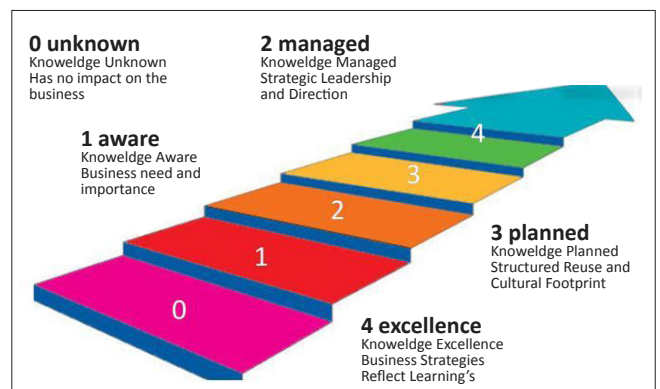 0 unknown
Knoweldge Unknown
Has no impact on the
business
2 managed
Knoweldge Managed
Strategic Leadership
and Direction
1 aware
Knoweldge Aware
Business need and
importance
4
3
2
1
0
3 planned
Knoweldge Planned
Structured Reuse and
Cultural Footprint
4 excellence
Knoweldge Excellence
Business Strategies
Reflect Learning's